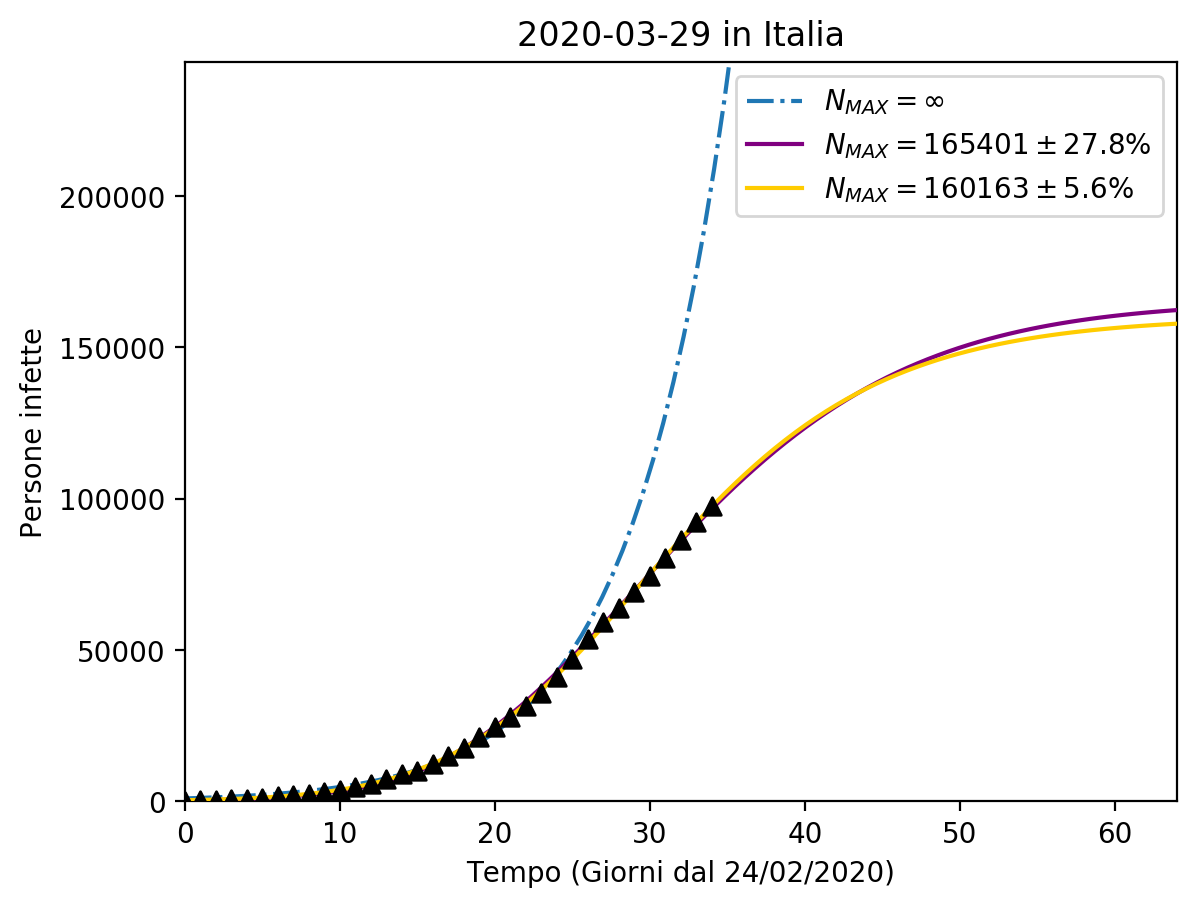 2020-03-29 in Italia
N_MAX = ∞
N_MAX = 165401 ± 27.8%
N_MAX = 160163 ± 5.6%
Persone infette
200000
150000
100000
50000
0
0 10 20 30 40 50 60
Tempo (Giorni dal 24/02/2020)